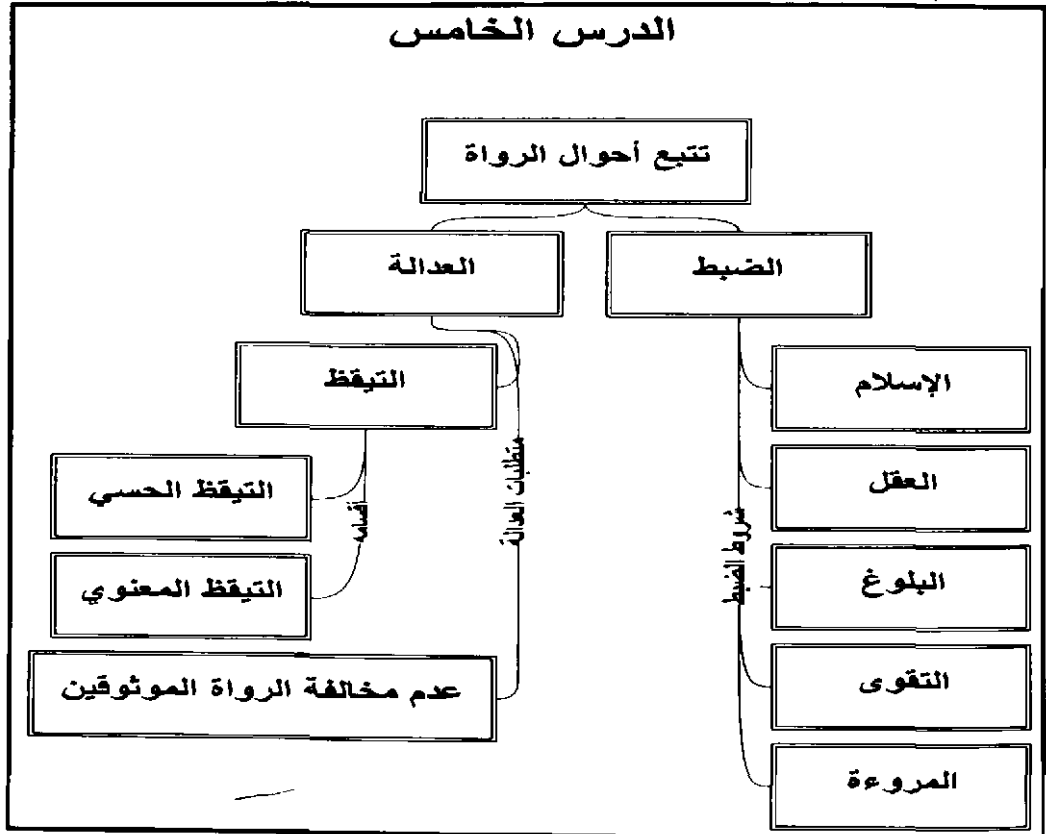 الدرس الخامس
تتبع أحوال الرواة
الضبط
العدالة
شروط الضبط
الإسلام
العقل
البلوغ
التقوى
المروءة
متطلبات العدالة
التيقظ
أقسامه
التيقظ الحسي
التيقظ المعنوي
عدم مخالفة الرواة الموثوقين